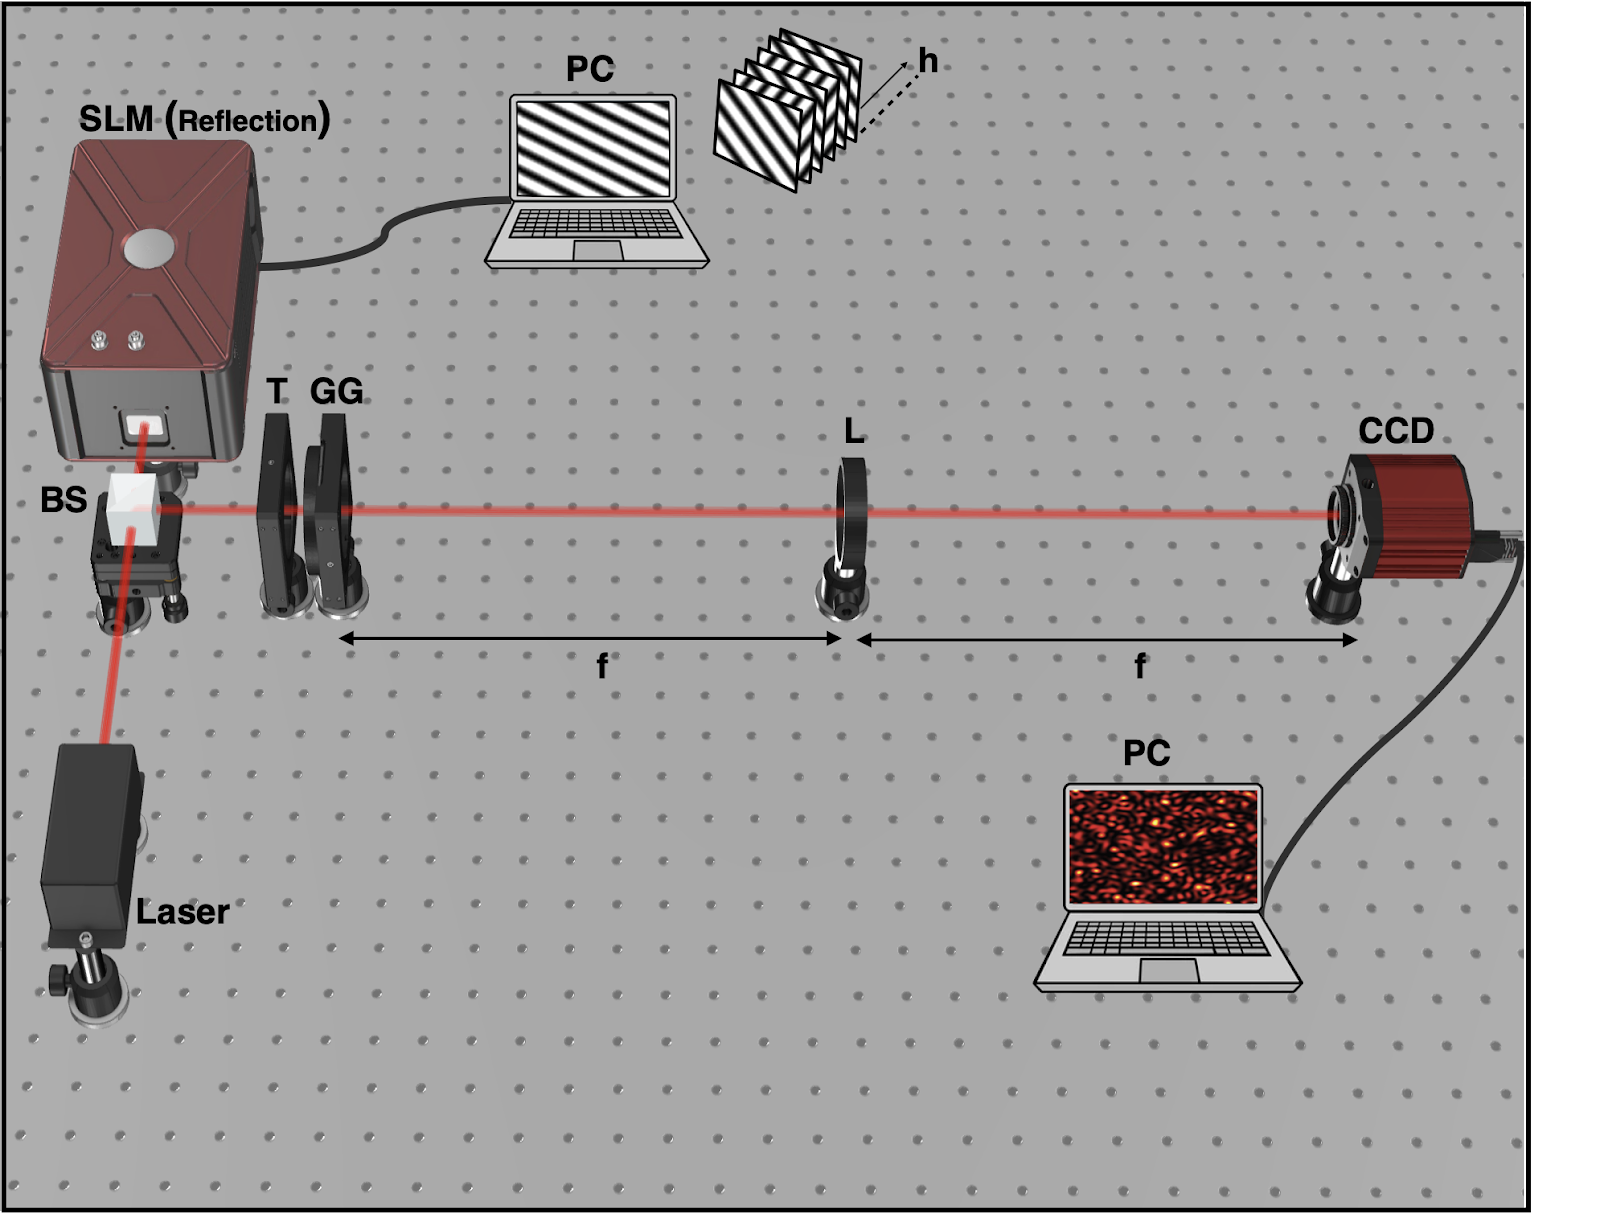 PC
h
SLM (Reflection)
T GG
L
CCD
BS
f
f
PC
Laser